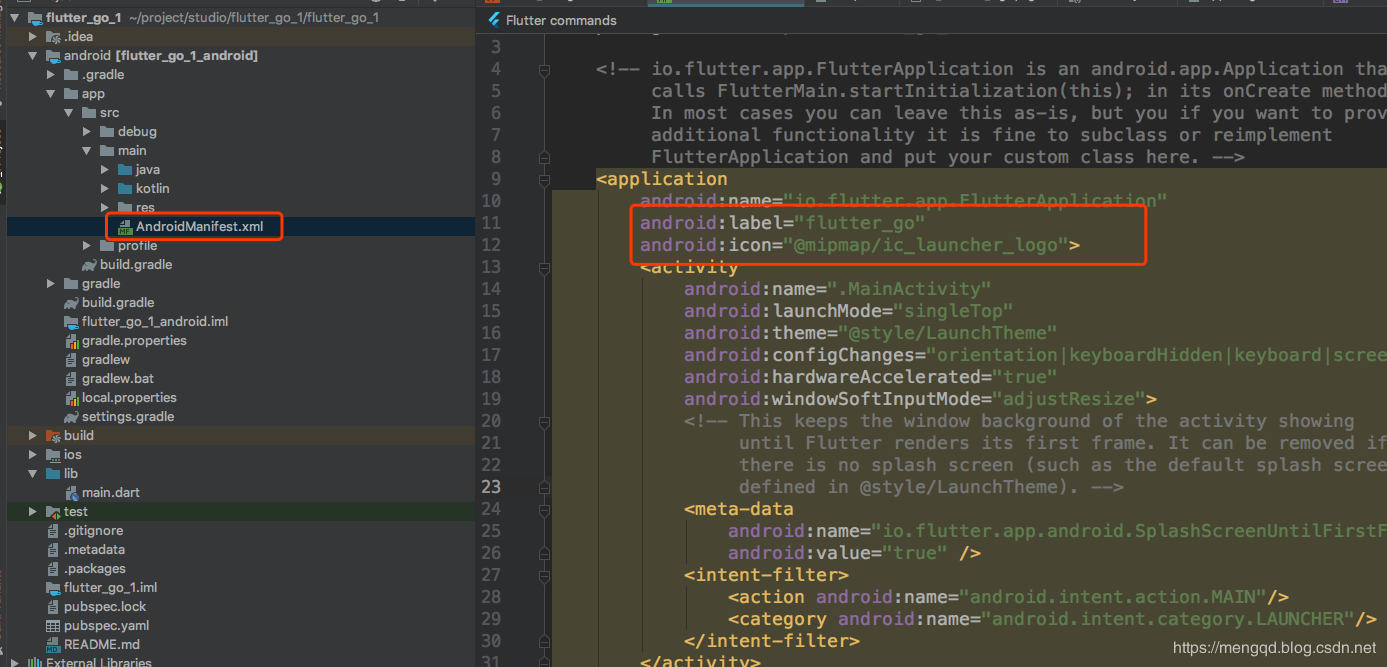 flutter_go_1 ~/project/studio/flutter_go_1/flutter_go_1
.idea
android [flutter_go_1_android]
.gradle
app
src
debug
main
java
kotlin
res
AndroidManifest.xml
profile
build.gradle
gradle
build.gradle
flutter_go_1_android.iml
gradle.properties
gradlew
gradlew.bat
local.properties
settings.gradle
build
ios
lib
main.dart
test
.gitignore
.metadata
.packages
flutter_go_1.iml
pubspec.lock
pubspec.yaml
README.md
External Libraries
Flutter commands
3
4 <!-- io.flutter.app.FlutterApplication is an android.app.Application tha
5 calls FlutterMain.startInitialization(this); in its onCreate method
6 In most cases you can leave this as-is, but you if you want to prov
7 additional functionality it is fine to subclass or reimplement
8 FlutterApplication and put your custom class here. -->
9 <application
10 android:name="io.flutter.app.FlutterApplication"
11 android:label="flutter_go"
12 android:icon="@mipmap/ic_launcher_logo">
13 <activity
14 android:name=".MainActivity"
15 android:launchMode="singleTop"
16 android:theme="@style/LaunchTheme"
17 android:configChanges="orientation|keyboardHidden|keyboard|scree
18 android:hardwareAccelerated="true"
19 android:windowSoftInputMode="adjustResize">
20 <!-- This keeps the window background of the activity showing
21 until Flutter renders its first frame. It can be removed if
22 there is no splash screen (such as the default splash scree
23 defined in @style/LaunchTheme). -->
24 <meta-data
25 android:name="io.flutter.app.android.SplashScreenUntilFirstF
26 android:value="true" />
27 <intent-filter>
28 <action android:name="android.intent.action.MAIN"/>
29 <category android:name="android.intent.category.LAUNCHER"/>
30 </intent-filter>
31 </activity>
https://mengqd.blog.csdn.net